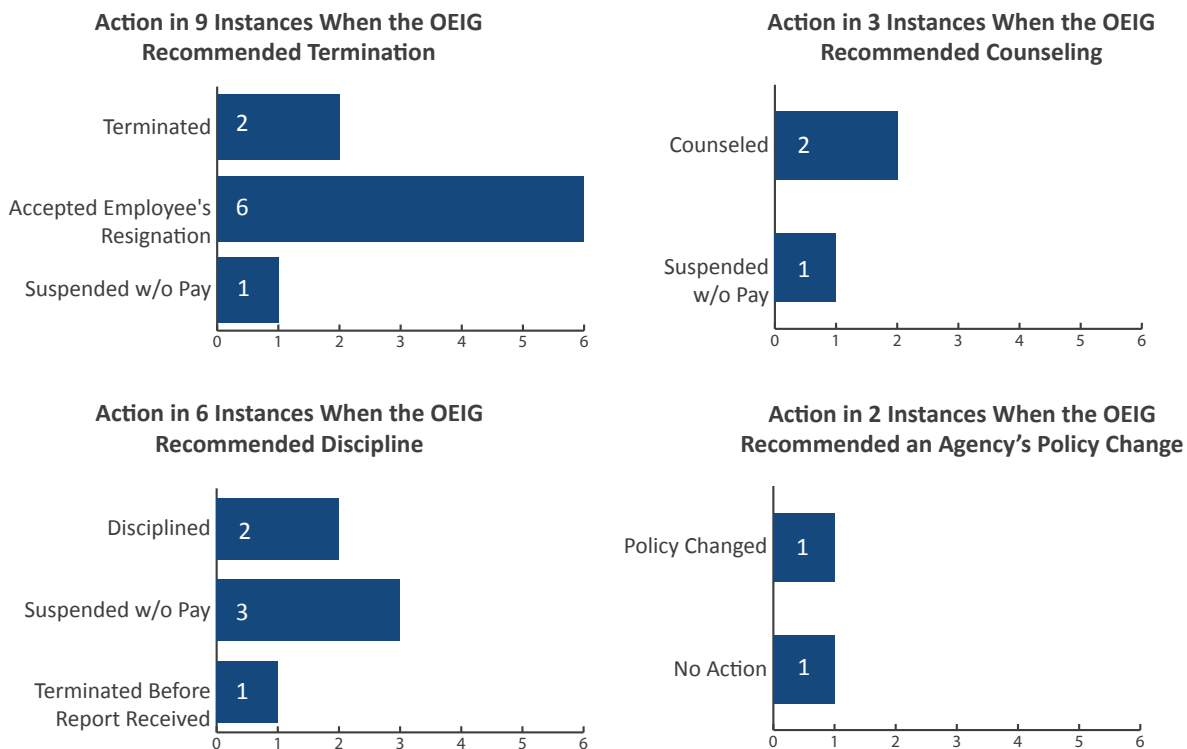 Action in 9 Instances When the OEIG
Recommended Termination
Terminated
2
Accepted Employee's
Resignation
6
Suspended w/o Pay
1
0 1 2 3 4 5 6
Action in 3 Instances When the OEIG
Recommended Counseling
Counseled
2
Suspended
w/o Pay
1
0 1 2 3 4 5 6
Action in 6 Instances When the OEIG
Recommended Discipline
Disciplined
2
Suspended w/o Pay
3
Terminated Before
Report Received
1
0 1 2 3 4 5 6
Action in 2 Instances When the OEIG
Recommended an Agency’s Policy Change
Policy Changed
1
No Action
1
0 1 2 3 4 5 6